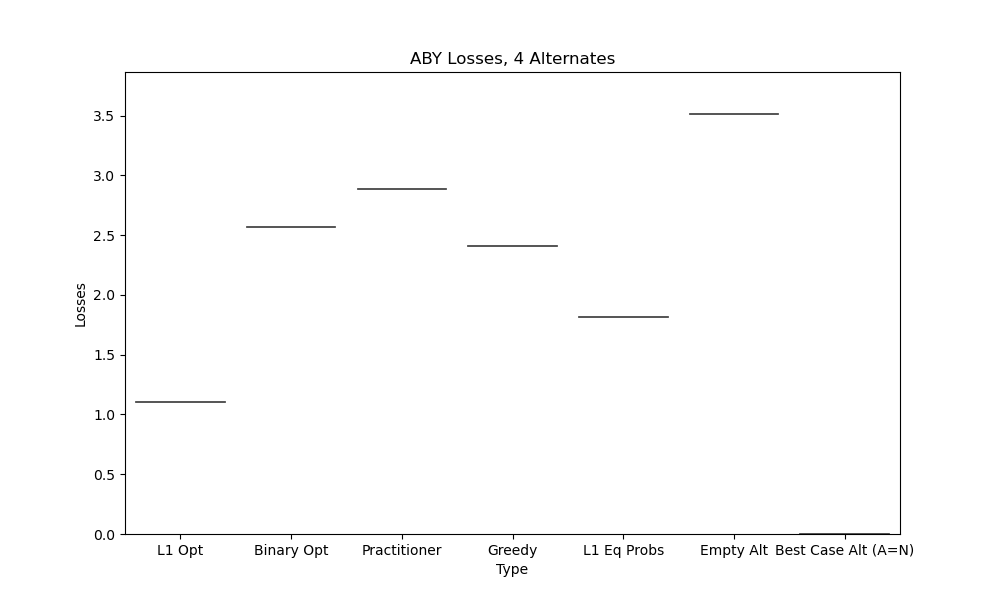 ABY Losses, 4 Alternates
Losses
3.5
3.0
2.5
2.0
1.5
1.0
0.5
0.0
L1 Opt Binary Opt Practitioner Greedy L1 Eq Probs Empty Alt Best Case Alt (A=N)
Type